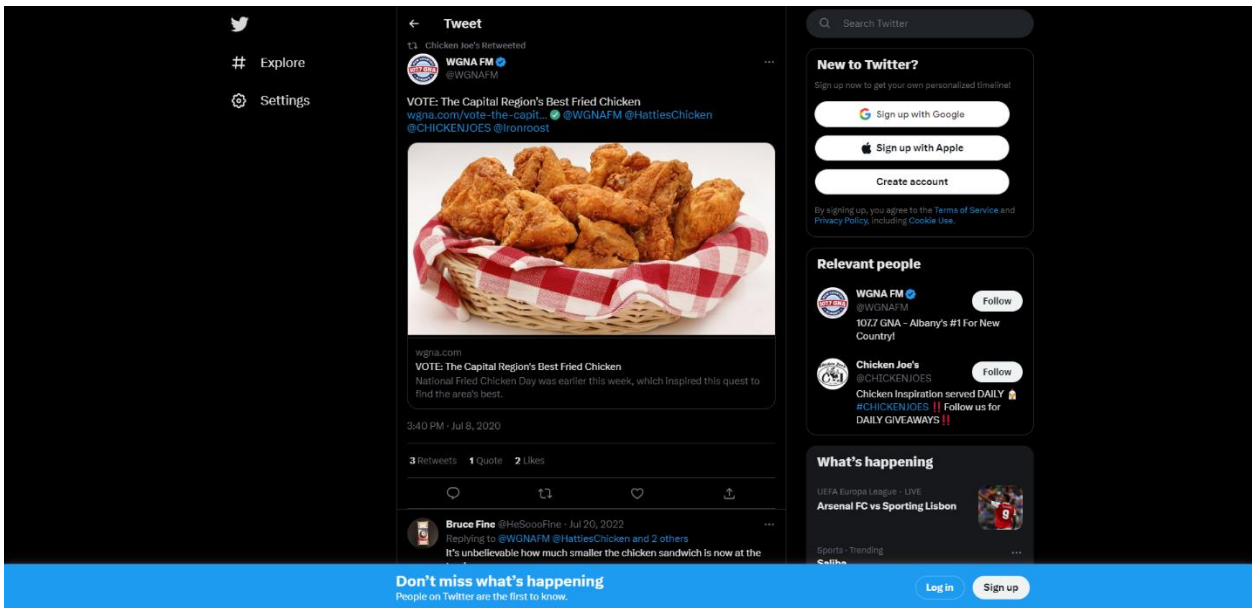 Explore
Settings
Tweet
Chicken Joe's Retweeted
WGNA FM
@WGNAFM
VOTE: The Capital Region's Best Fried Chicken
wgna.com/vote-the-capit... @WGNAFM @HattiesChicken
@CHICKENJOES @Ironroost
wgna.com
VOTE: The Capital Region's Best Fried Chicken
National Fried Chicken Day was earlier this week, which inspired this quest to
find the area's best.
3:40 PM · Jul 8, 2020
3 Retweets 1 Quote 2 Likes
Bruce Fine @HeSoooFine · Jul 20, 2022
Replying to @WGNAFM @HattiesChicken and 2 others
It's unbelievable how much smaller the chicken sandwich is now at the
Search Twitter
New to Twitter?
Sign up now to get your own personalized timeline!
Sign up with Google
Sign up with Apple
Create account
By signing up, you agree to the Terms of Service and
Privacy Policy, including Cookie Use.
Relevant people
WGNA FM
@WGNAFM
Follow
107.7 GNA - Albany's #1 For New
Country!
Chicken Joe's
@CHICKENJOES
Follow
Chicken Inspiration served DAILY
#CHICKENJOES ‼️ Follow us for
DAILY GIVEAWAYS ‼️
What's happening
UEFA Europa League · LIVE
Arsenal FC vs Sporting Lisbon
Sports · Trending
Saliba
Don't miss what's happening
People on Twitter are the first to know.
Log in
Sign up